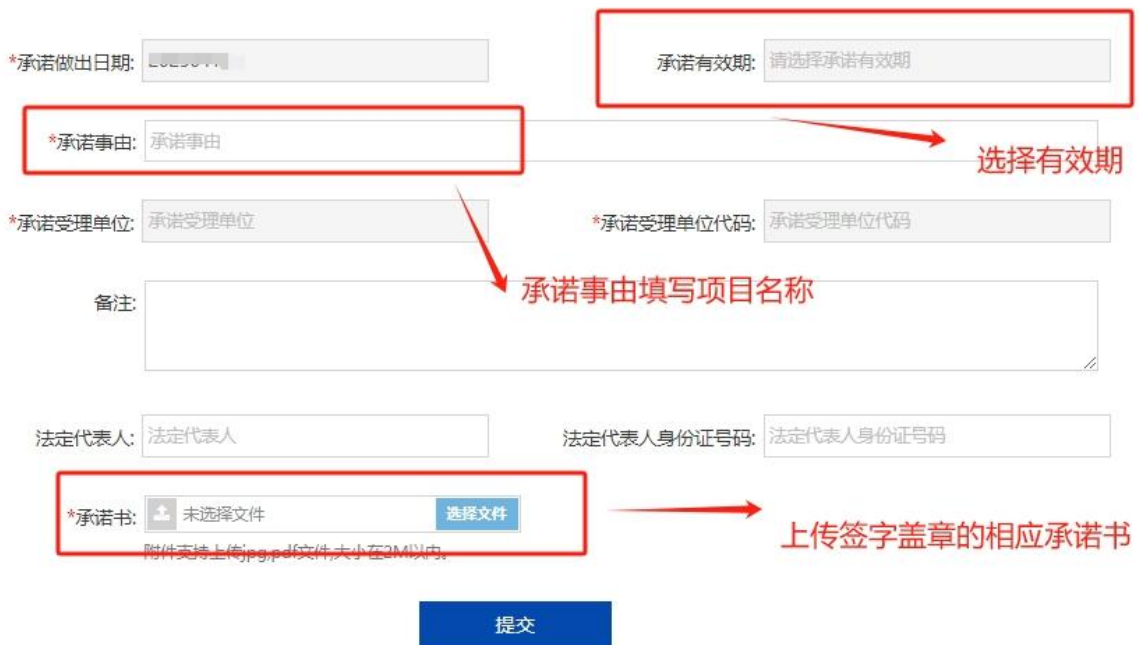 *承诺做出日期:
承诺有效期: 请选择承诺有效期
*承诺事由: 承诺事由
选择有效期
*承诺受理单位: 承诺受理单位
*承诺受理单位代码: 承诺受理单位代码
承诺事由填写项目名称
备注:
法定代表人: 法定代表人
法定代表人身份证号码: 法定代表人身份证号码
*承诺书: 未选择文件 选择文件
上传签字盖章的相应承诺书
附件支持上传jpg,pdf文件,大小在2M以内。
提交